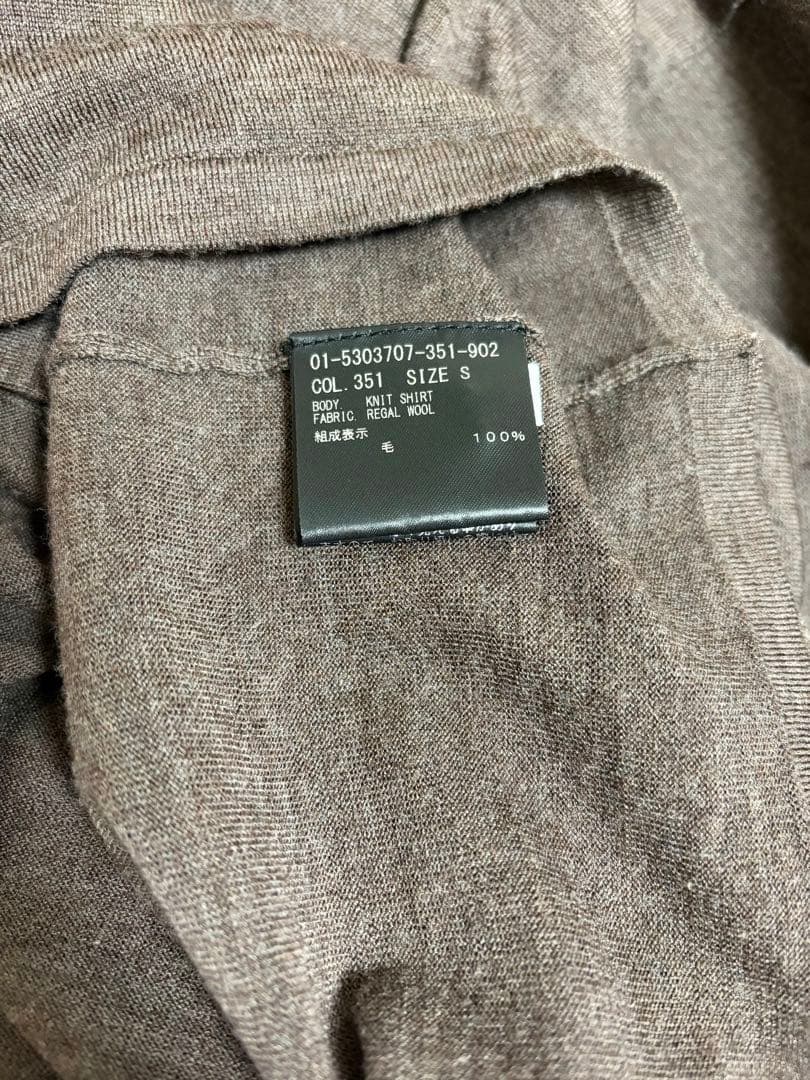 01-5303707-351-902
COL. 351 SIZE S
BODY. KNIT SHIRT
FABRIC. REGAL WOOL
組成表示
毛 100%